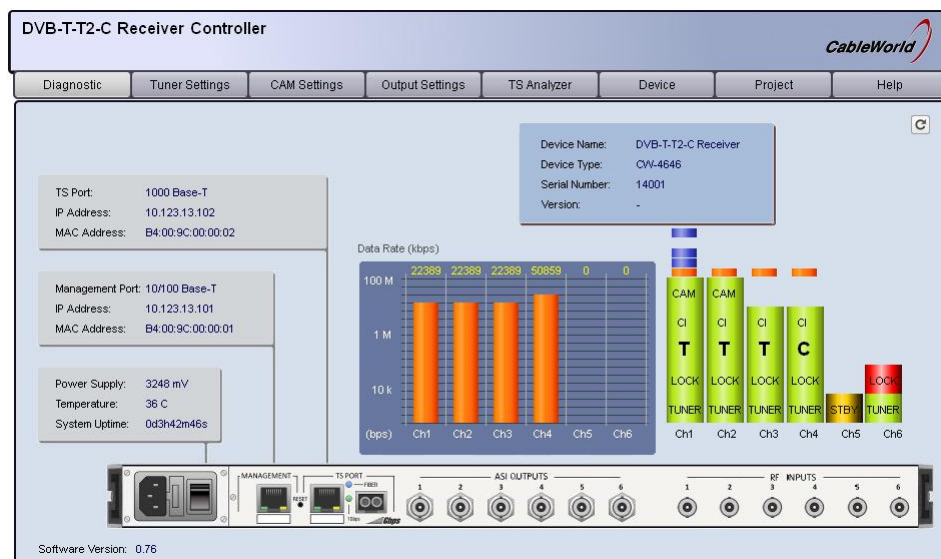 DVB-T-T2-C Receiver Controller
CableWorld
Diagnostic Tuner Settings CAM Settings Output Settings TS Analyzer Device Project Help
Device Name: DVB-T-T2-C Receiver
Device Type: CW-4646
Serial Number: 14001
Version: -
TS Port: 1000 Base-T
IP Address: 10.123.13.102
MAC Address: B4:00:9C:00:00:02
Management Port: 10/100 Base-T
IP Address: 10.123.13.101
MAC Address: B4:00:9C:00:00:01
Power Supply: 3248 mV
Temperature: 36 C
System Uptime: 0d3h42m46s
Data Rate (kbps)
22389 22389 22389 50859 0 0
100 M
1 M
10 k
(bps) Ch1 Ch2 Ch3 Ch4 Ch5 Ch6
CAM CAM
CI CI CI CI
T T T C
LOCK LOCK LOCK LOCK LOCK
TUNER TUNER TUNER TUNER STBY TUNER
Ch1 Ch2 Ch3 Ch4 Ch5 Ch6
MANAGEMENT TS PORT ASI OUTPUTS RF INPUTS
RESET FIBER
1 2 3 4 5 6 1 2 3 4 5 6
1Gbps Gbps
Software Version: 0.76